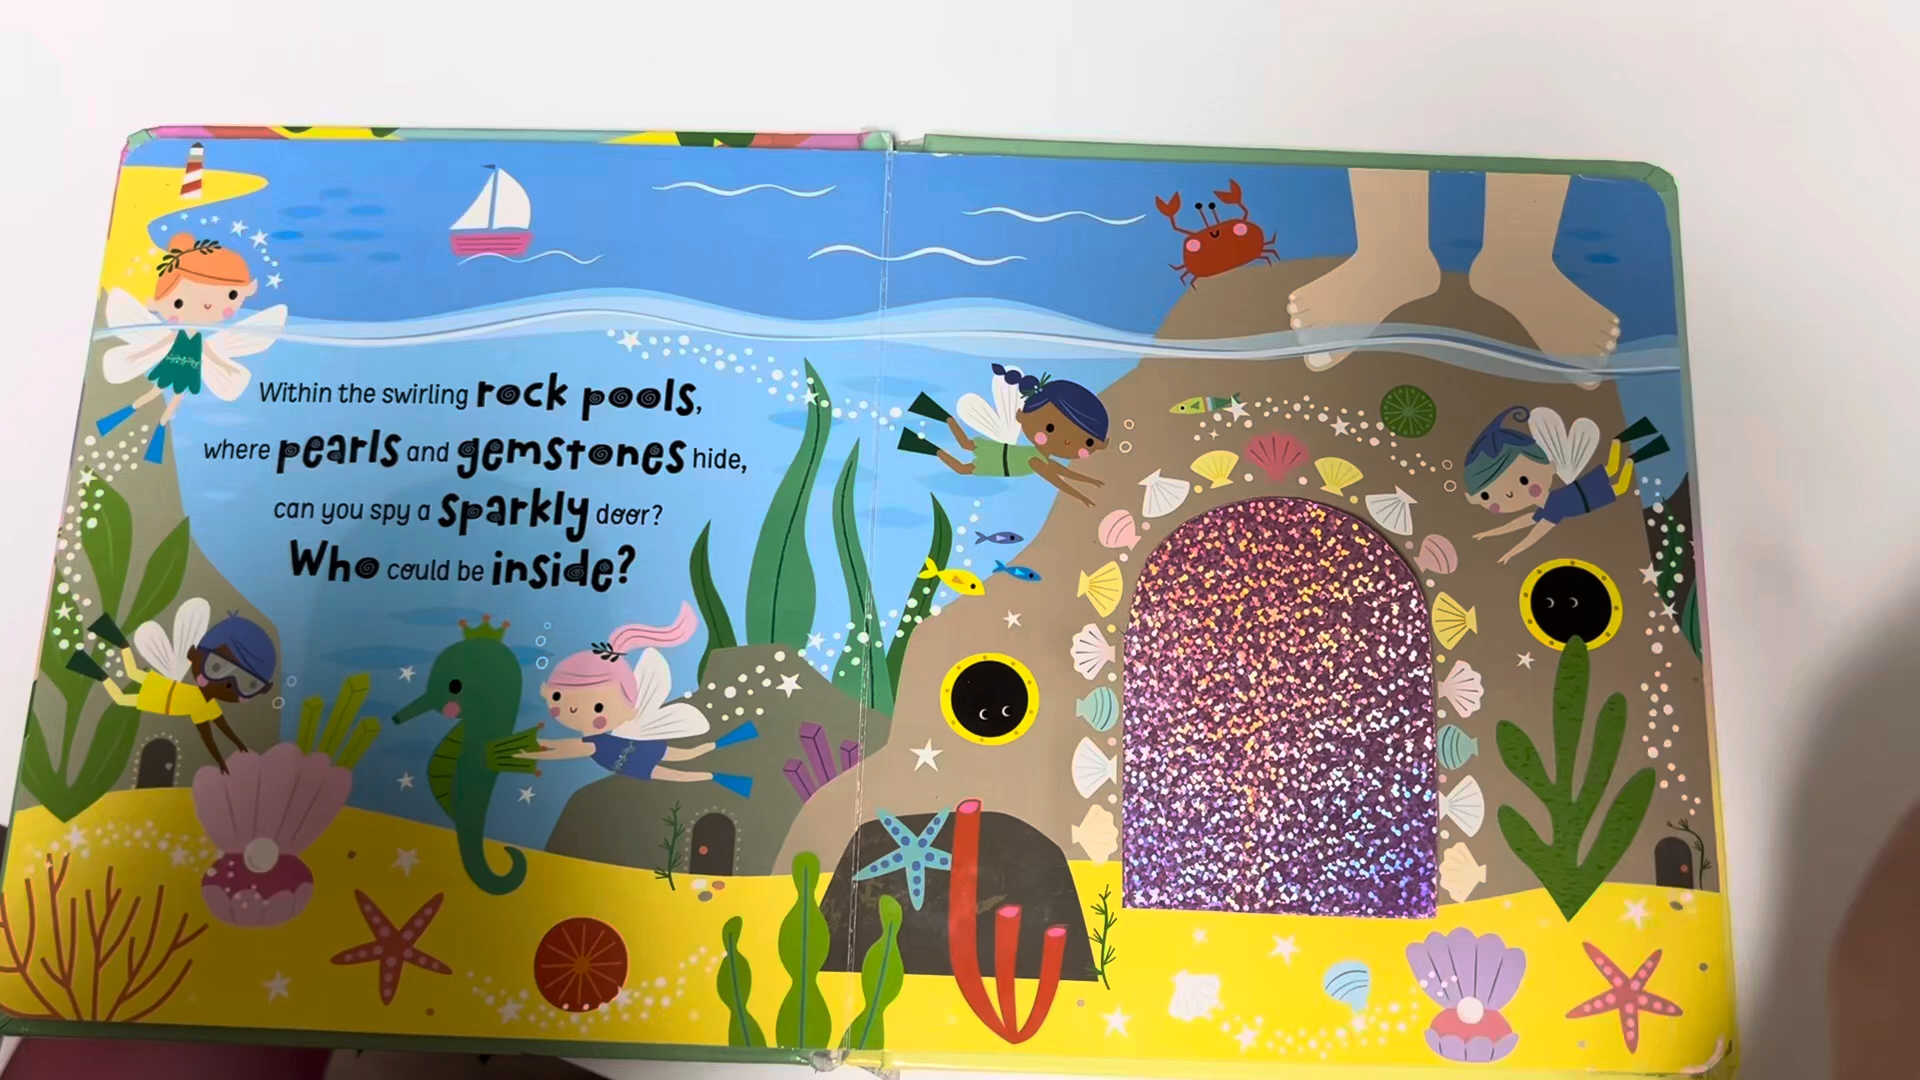 Within the swirling rock pools,
where pearls and gemstones hide,
can you spy a sparkly door?
Who could be inside?